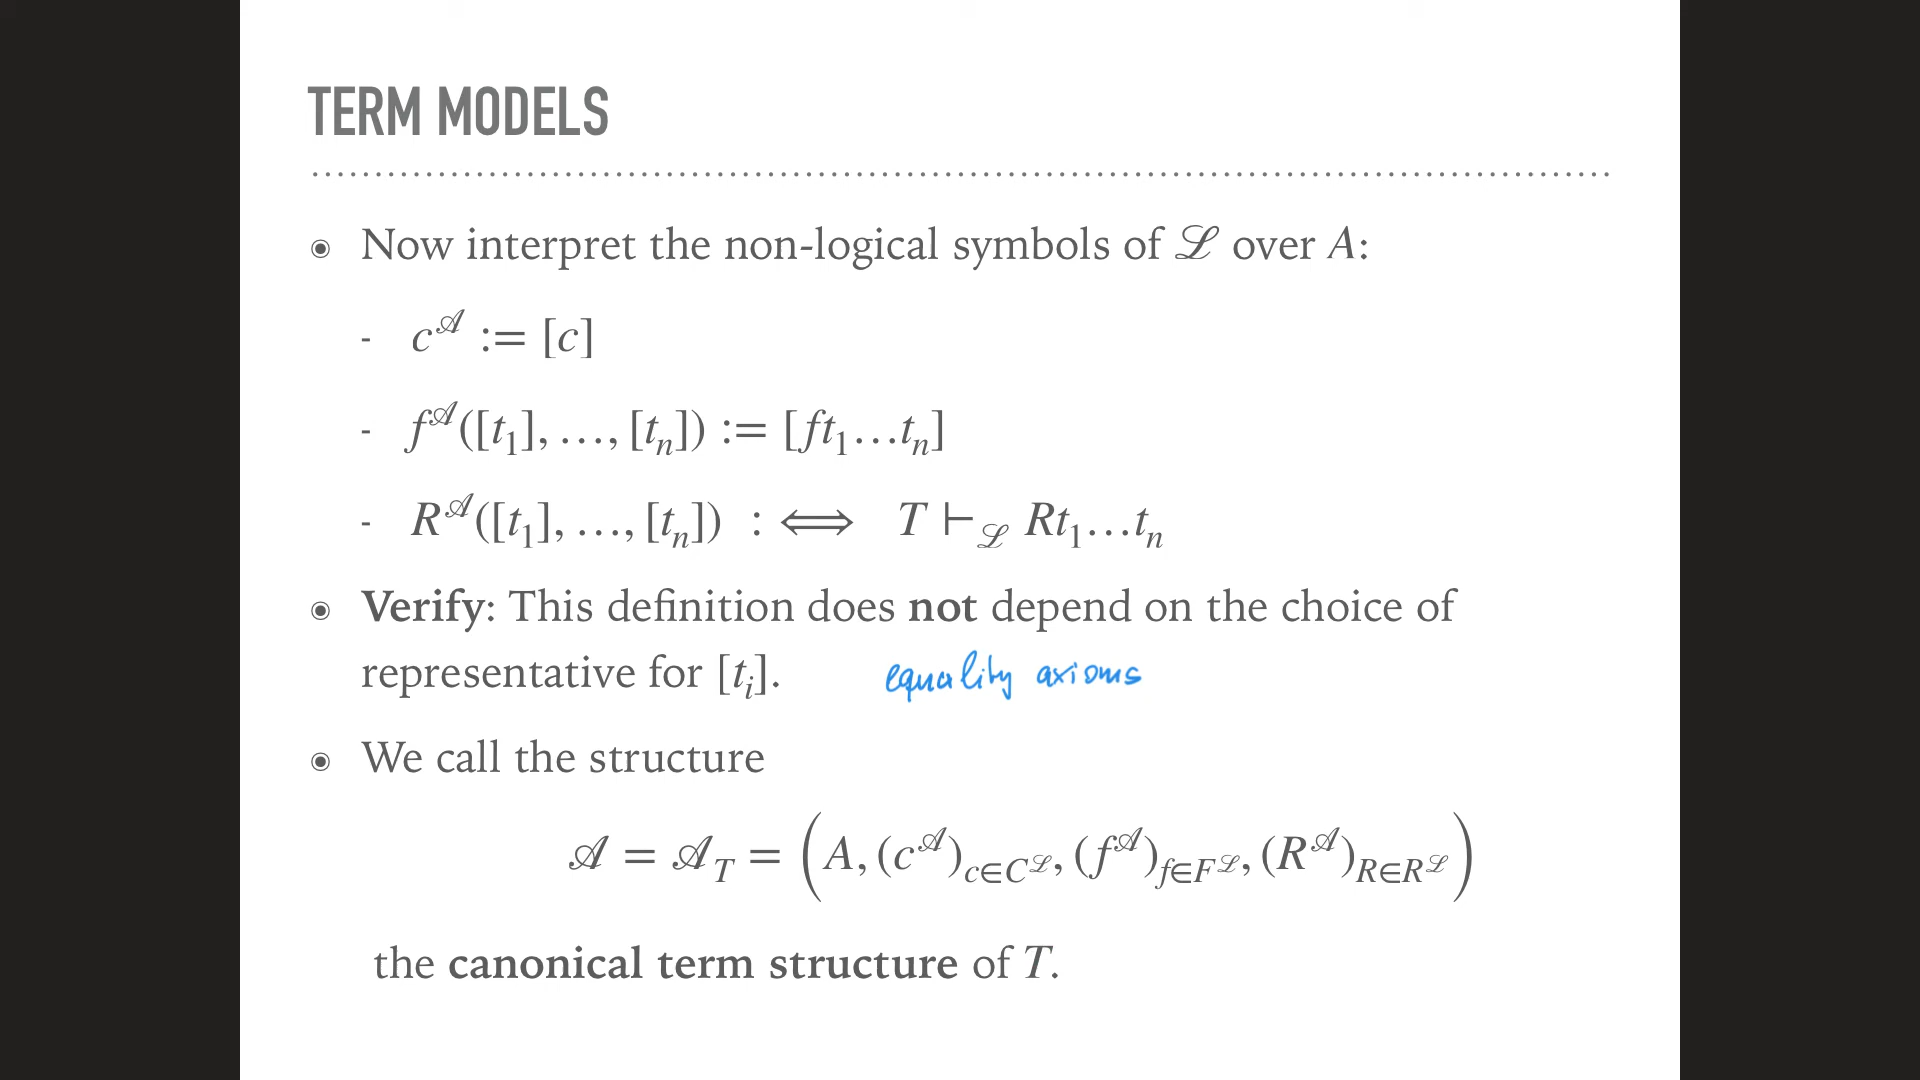 TERM MODELS
◉ Now interpret the non-logical symbols of ℒ over A:
- c^𝒜 := [c]
- f^𝒜([t₁], …, [tₙ]) := [ft₁…tₙ]
- R^𝒜([t₁], …, [tₙ]) :⟺ T ⊢_ℒ Rt₁…tₙ
◉ Verify: This definition does not depend on the choice of
representative for [tᵢ]. equality axioms
◉ We call the structure
𝒜 = 𝒜_T = (A, (c^𝒜)_{c∈C^ℒ}, (f^𝒜)_{f∈F^ℒ}, (R^𝒜)_{R∈R^ℒ})
the canonical term structure of T.